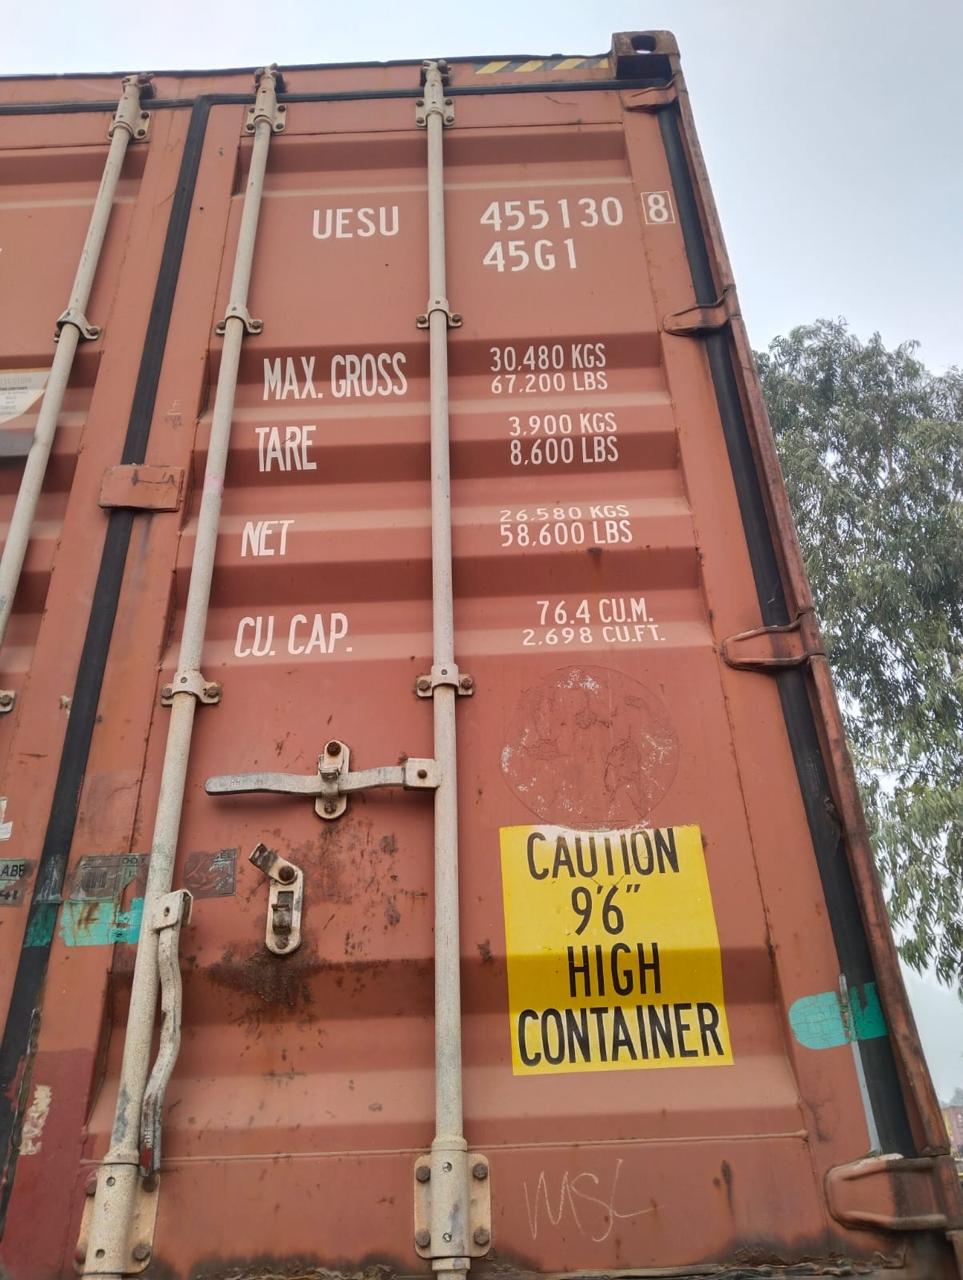 UESU 455130 8
45G1
MAX. GROSS 30,480 KGS
67,200 LBS
TARE 3,900 KGS
8,600 LBS
NET 26,580 KGS
58,600 LBS
CU. CAP. 76.4 CU.M.
2,698 CU.FT.
CAUTION
9'6"
HIGH
CONTAINER
MSL